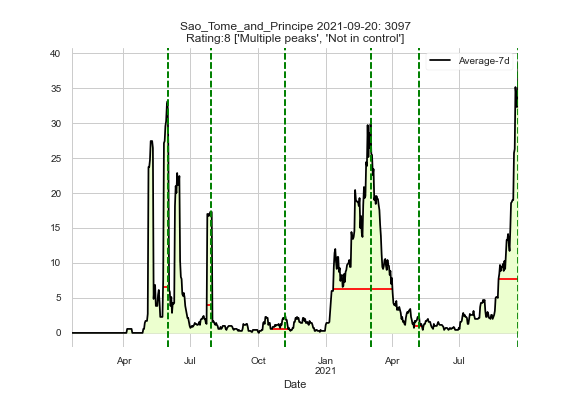 Sao_Tome_and_Principe 2021-09-20: 3097
Rating:8 ['Multiple peaks', 'Not in control']
40
Average-7d
35
30
25
20
15
10
5
0
Apr Jul Oct Jan Apr Jul
2021
Date